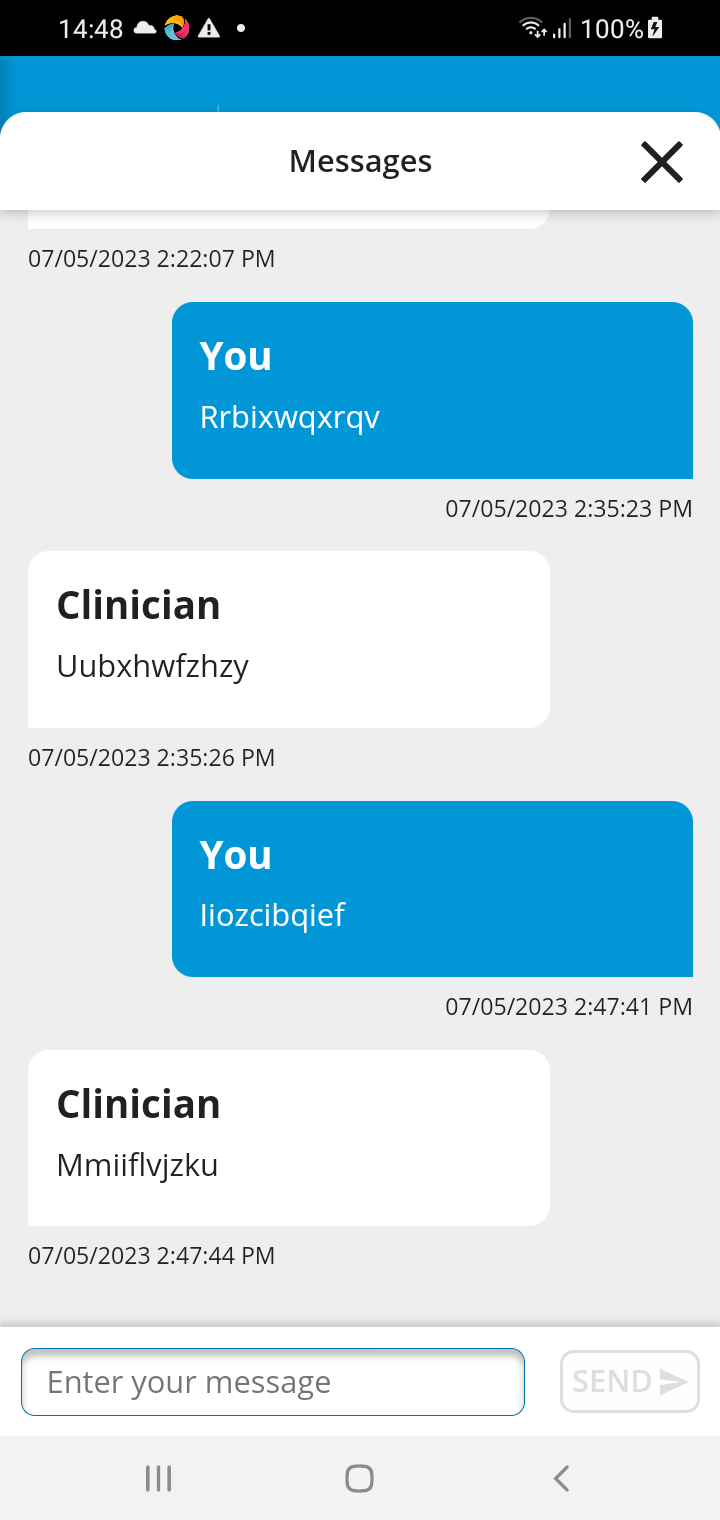 14:48 100%
Messages
07/05/2023 2:22:07 PM
You
Rrbixwqxrqv
07/05/2023 2:35:23 PM
Clinician
Uubxhwfzhzy
07/05/2023 2:35:26 PM
You
Iiozcibqief
07/05/2023 2:47:41 PM
Clinician
Mmiiflvjzku
07/05/2023 2:47:44 PM
Enter your message SEND